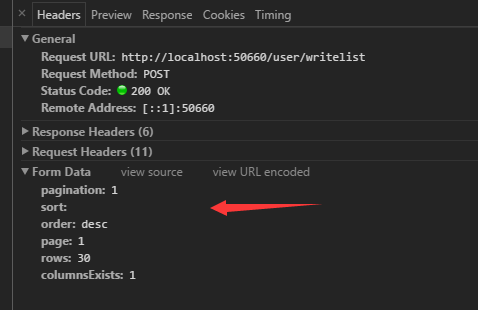 × Headers Preview Response Cookies Timing
▼ General
Request URL: http://localhost:50660/user/writelist
Request Method: POST
Status Code: 200 OK
Remote Address: [::1]:50660
▶ Response Headers (6)
▶ Request Headers (11)
▼ Form Data view source view URL encoded
pagination: 1
sort:
order: desc
page: 1
rows: 30
columnsExists: 1